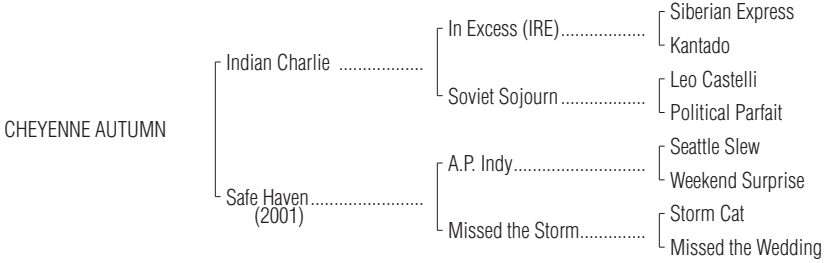 Siberian Express
In Excess (IRE)....................
Kantado
Indian Charlie ...................
Leo Castelli
Soviet Sojourn....................
Political Parfait
CHEYENNE AUTUMN
Seattle Slew
A.P. Indy...............................
Weekend Surprise
Safe Haven..........................
(2001)
Storm Cat
Missed the Storm...............
Missed the Wedding